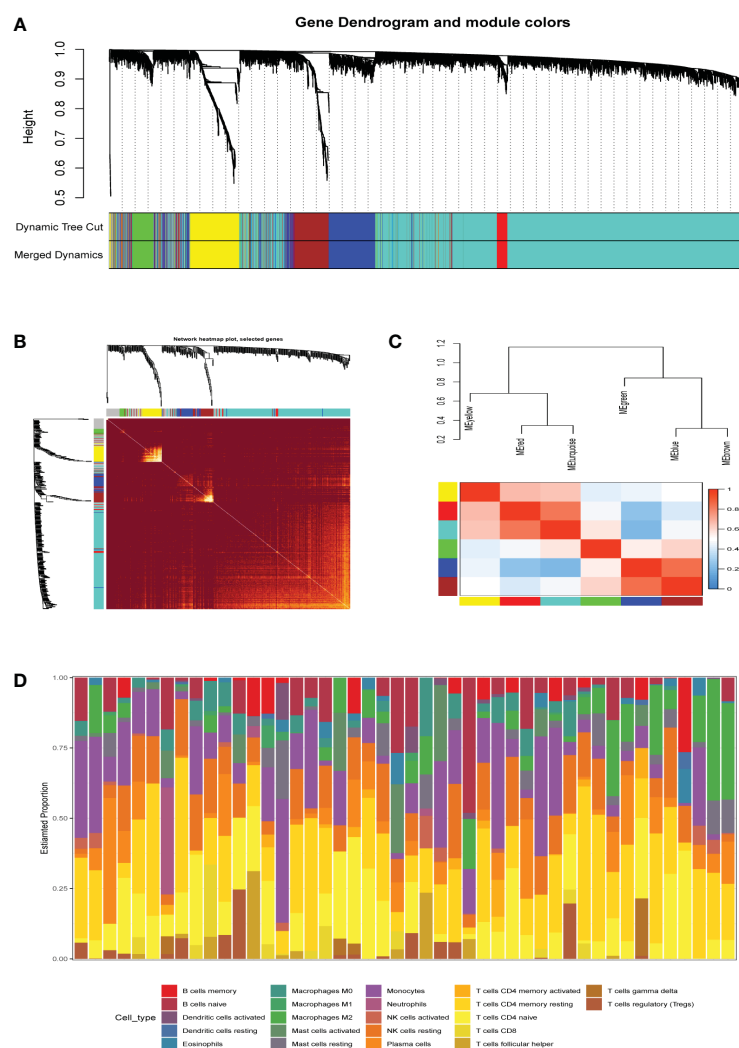 A
Gene Dendrogram and module colors
Height
1.0
0.9
0.8
0.7
0.6
0.5
Dynamic Tree Cut
Merged Dynamics
B
Network heatmap plot, selected genes
C
1.2
1.0
0.8
0.6
0.4
0.2
MEyellow
MEred
MEturquoise
MEgreen
MEblue
MEbrown
1
0.8
0.6
0.4
0.2
0
D
Estiamted Proportion
1.00
0.75
0.50
0.25
0.00
Cell_type
B cells memory
B cells naive
Dendritic cells activated
Dendritic cells resting
Eosinophils
Macrophages M0
Macrophages M1
Macrophages M2
Mast cells activated
Mast cells resting
Monocytes
Neutrophils
NK cells activated
NK cells resting
Plasma cells
T cells CD4 memory activated
T cells CD4 memory resting
T cells CD4 naive
T cells CD8
T cells follicular helper
T cells gamma delta
T cells regulatory (Tregs)